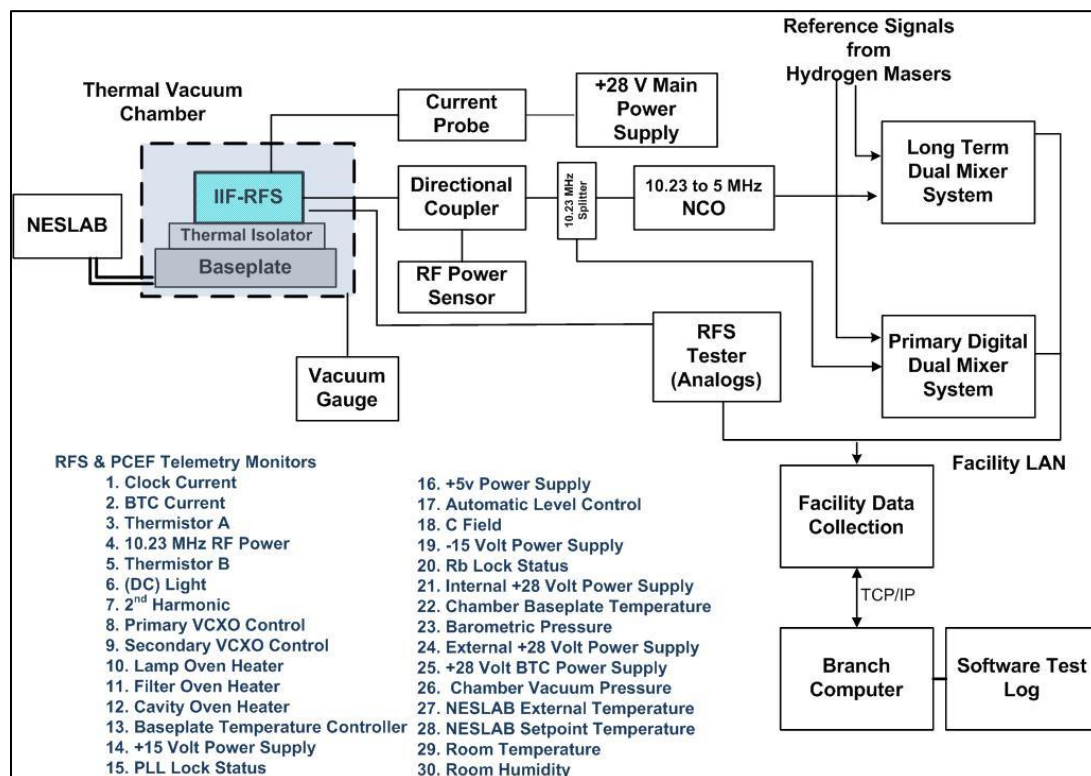 Reference Signals
from
Hydrogen Masers
Thermal Vacuum
Chamber
Current
Probe
+28 V Main
Power
Supply
Long Term
Dual Mixer
System
NESLAB
IIF-RFS
Thermal Isolator
Baseplate
Directional
Coupler
10.23 MHz
Splitter
10.23 to 5 MHz
NCO
RF Power
Sensor
Vacuum
Gauge
RFS
Tester
(Analogs)
Primary Digital
Dual Mixer
System
Facility LAN
Facility Data
Collection
TCP/IP
Branch
Computer
Software Test
Log
RFS & PCEF Telemetry Monitors
1. Clock Current
2. BTC Current
3. Thermistor A
4. 10.23 MHz RF Power
5. Thermistor B
6. (DC) Light
7. 2nd Harmonic
8. Primary VCXO Control
9. Secondary VCXO Control
10. Lamp Oven Heater
11. Filter Oven Heater
12. Cavity Oven Heater
13. Baseplate Temperature Controller
14. +15 Volt Power Supply
15. PLL Lock Status
16. +5v Power Supply
17. Automatic Level Control
18. C Field
19. -15 Volt Power Supply
20. Rb Lock Status
21. Internal +28 Volt Power Supply
22. Chamber Baseplate Temperature
23. Barometric Pressure
24. External +28 Volt Power Supply
25. +28 Volt BTC Power Supply
26. Chamber Vacuum Pressure
27. NESLAB External Temperature
28. NESLAB Setpoint Temperature
29. Room Temperature
30. Room Humidity